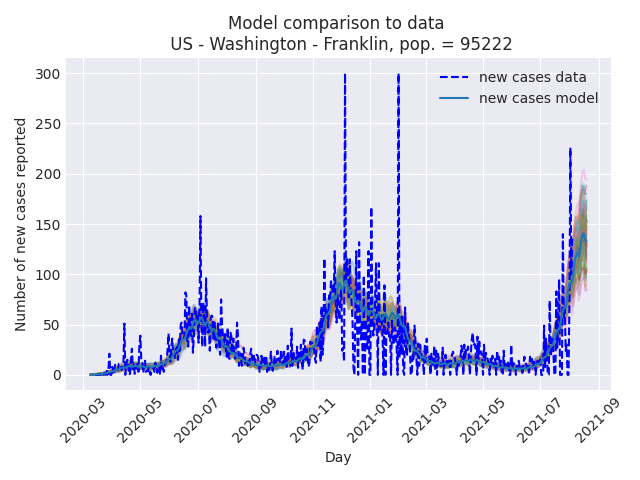 Model comparison to data
US - Washington - Franklin, pop. = 95222
new cases data
new cases model
Number of new cases reported
300
250
200
150
100
50
0
2020-03
2020-05
2020-07
2020-09
2020-11
2021-01
2021-03
2021-05
2021-07
2021-09
Day